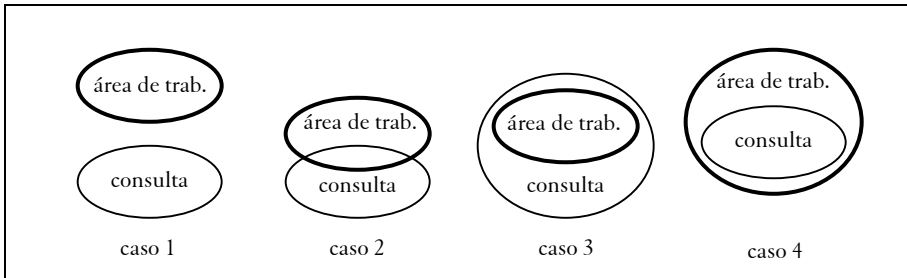 área de trab.
consulta
caso 1
área de trab.
consulta
caso 2
área de trab.
consulta
caso 3
área de trab.
consulta
caso 4